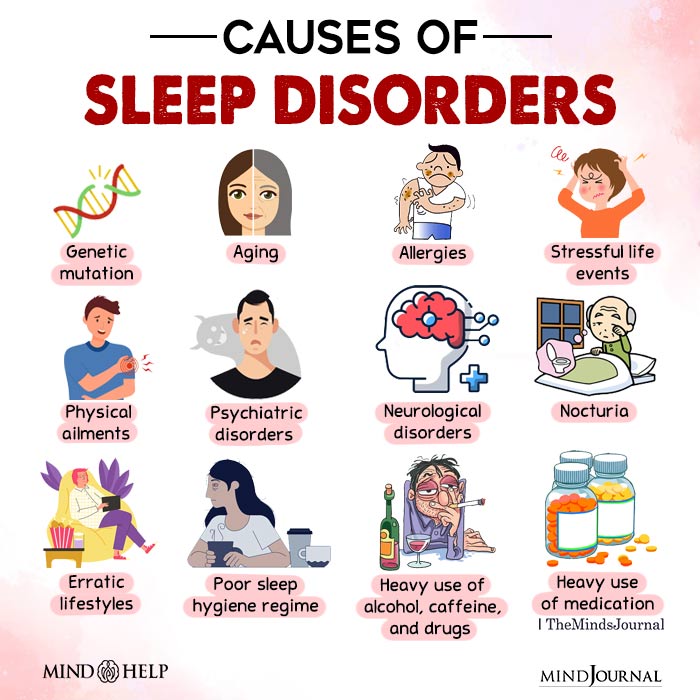 CAUSES OF
SLEEP DISORDERS
Genetic
mutation
Aging
Allergies
Stressful life
events
Physical
ailments
Psychiatric
disorders
Neurological
disorders
Nocturia
Erratic
lifestyles
Poor sleep
hygiene regime
Heavy use of
alcohol, caffeine,
and drugs
Heavy use
of medication
| TheMindsJournal
MIND HELP
MINDJOURNAL